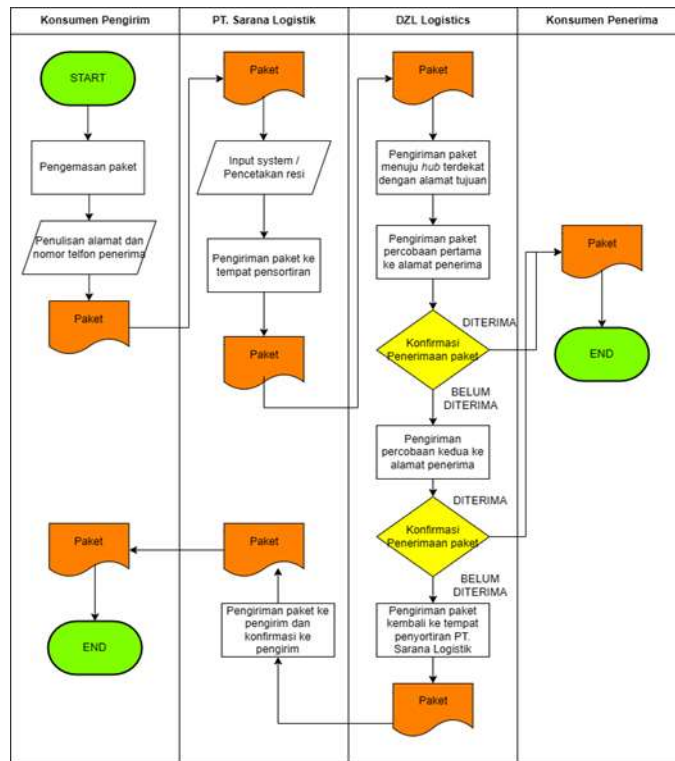 Konsumen Pengirim
PT. Sarana Logistik
DZL Logistics
Konsumen Penerima
START
Pengemasan paket
Penulisan alamat dan
nomor telfon penerima
Paket
Paket
Input system /
Pencetakan resi
Pengiriman paket ke
tempat pensortiran
Paket
Paket
Pengiriman paket
menuju hub terdekat
dengan alamat tujuan
Pengiriman paket
percobaan pertama
ke alamat penerima
Konfirmasi
Penerimaan paket
DITERIMA
Paket
END
BELUM
DITERIMA
Pengiriman
percobaan kedua ke
alamat penerima
Konfirmasi
Penerimaan paket
DITERIMA
BELUM
DITERIMA
Pengiriman paket
kembali ke tempat
penyortiran PT.
Sarana Logistik
Paket
Pengiriman paket ke
pengirim dan
konfirmasi ke
pengirim
Paket
Paket
END